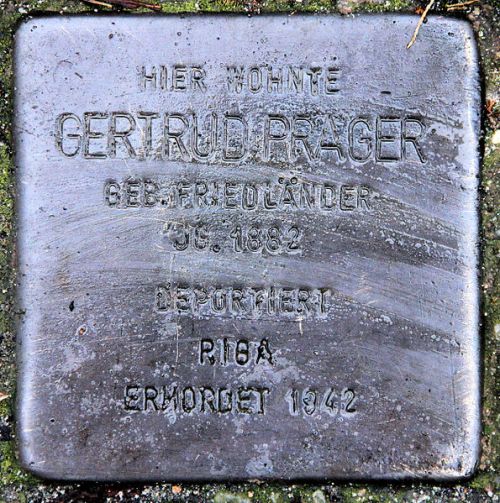 HIER WOHNTE
GERTRUD PRAGER
GEB. FRIEDLÄNDER
JG. 1882
DEPORTIERT
RIGA
ERMORDET 1942